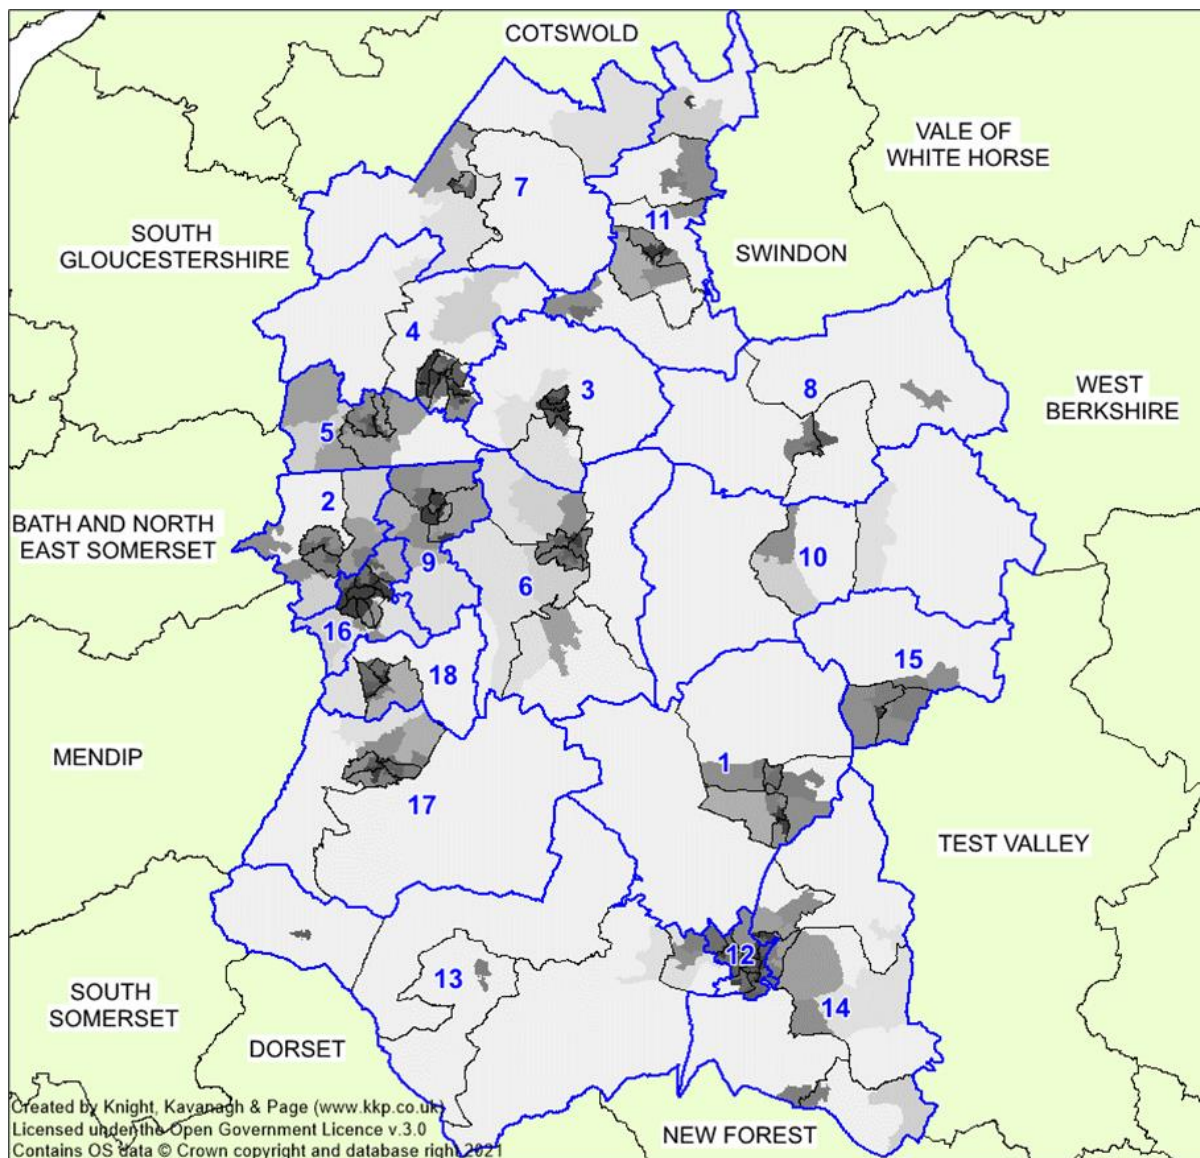 COTSWOLD
VALE OF
WHITE HORSE
7
SOUTH
GLOUCESTERSHIRE
11
SWINDON
4
3
8
WEST
BERKSHIRE
5
2
BATH AND NORTH
EAST SOMERSET
9
6
10
16
18
15
MENDIP
1
17
TEST VALLEY
12
13
14
SOUTH
SOMERSET
DORSET
NEW FOREST
Created by Knight, Kavanagh & Page (www.kkp.co.uk)
Licensed under the Open Government Licence v.3.0
Contains OS data © Crown copyright and database right 2021